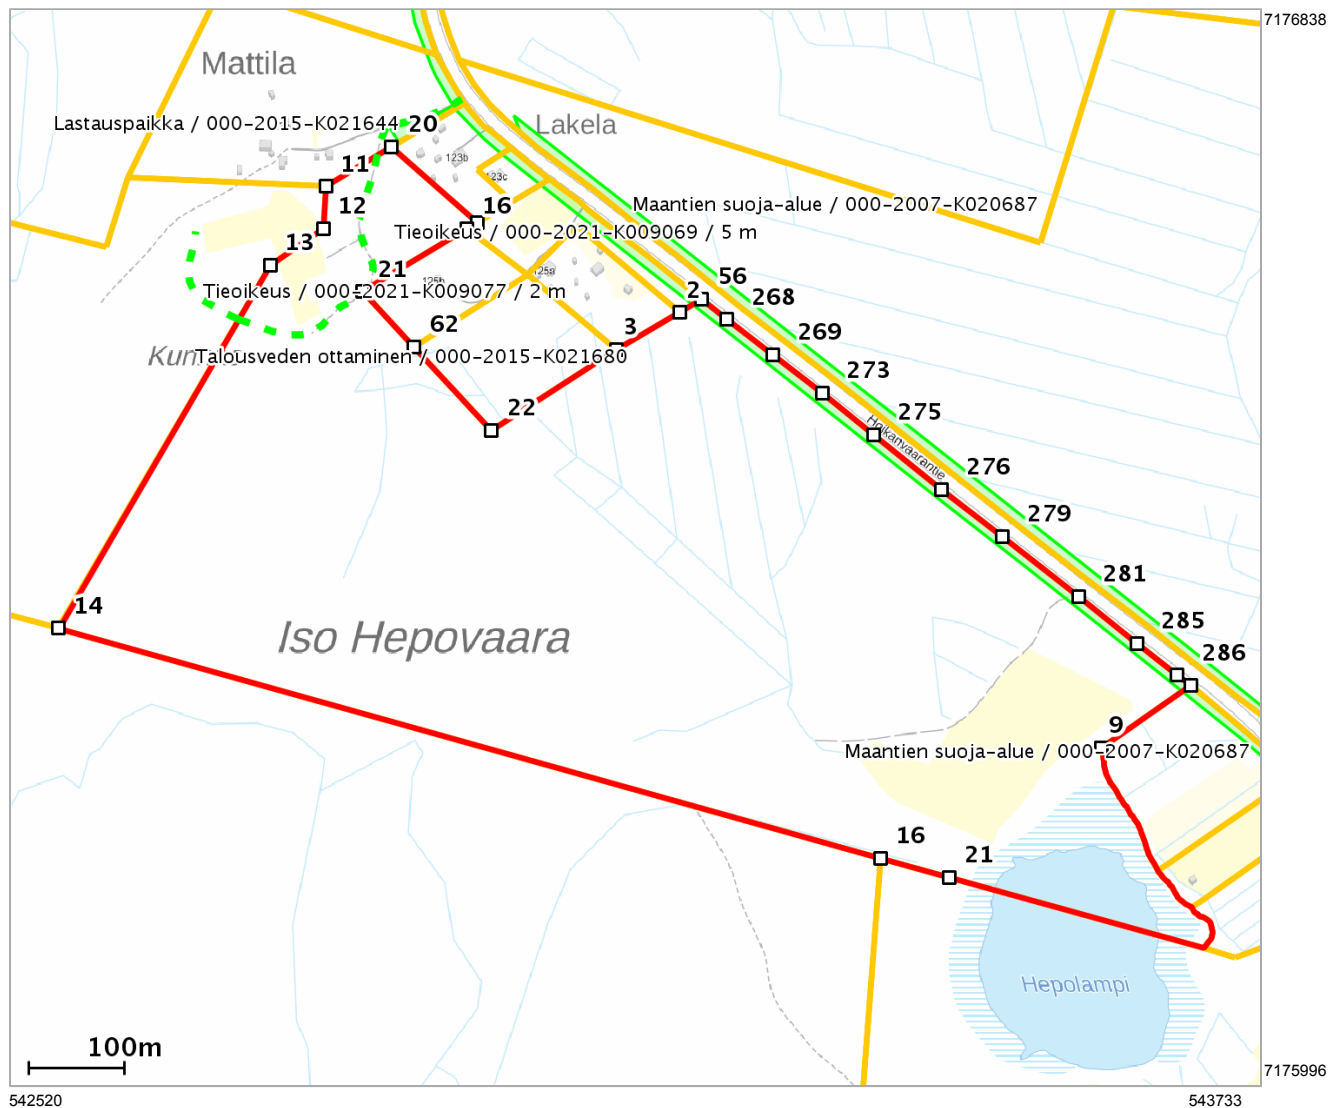 7176838
Mattila
Lastauspaikka / 000-2015-K021644
20
Lakela
123b
11
123c
12
16
Maantien suoja-alue / 000-2007-K020687
13
Tieoikeus / 000-2021-K009069 / 5 m
21
125b
125a
56
Tieoikeus / 000-2021-K009077 / 2 m
2
268
62
3
269
Talousveden ottaminen / 000-2015-K021680
273
22
275
Hoikanvaarantie
276
279
281
14
285
Iso Hepovaara
286
9
Maantien suoja-alue / 000-2007-K020687
16
21
Hepolampi
100m
7175996
542520
543733